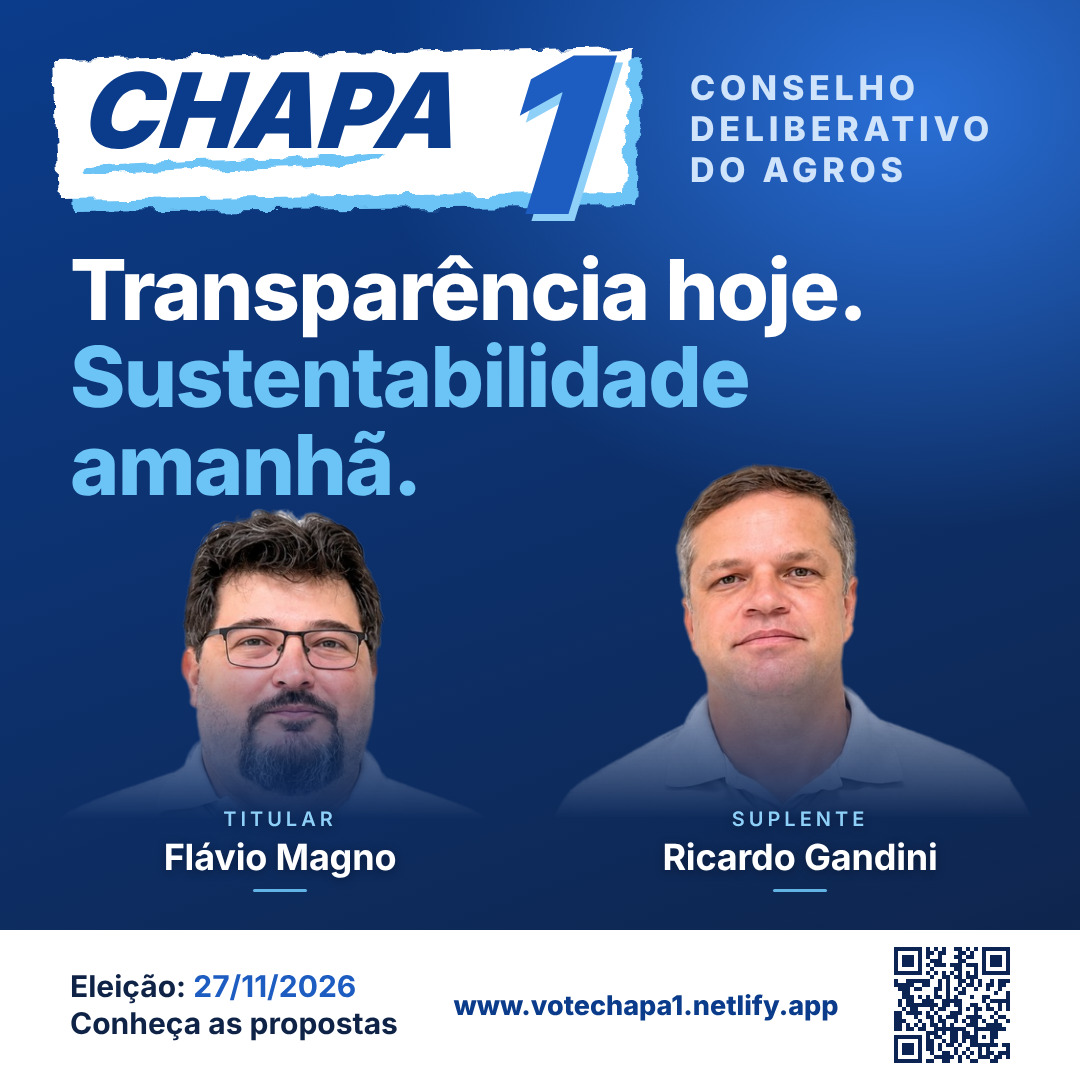 CHAPA 1
CONSELHO
DELIBERATIVO
DO AGROS
Transparência hoje.
Sustentabilidade
amanhã.
TITULAR
Flávio Magno
SUPLENTE
Ricardo Gandini
Eleição: 27/11/2026
Conheça as propostas
www.votechapa1.netlify.app